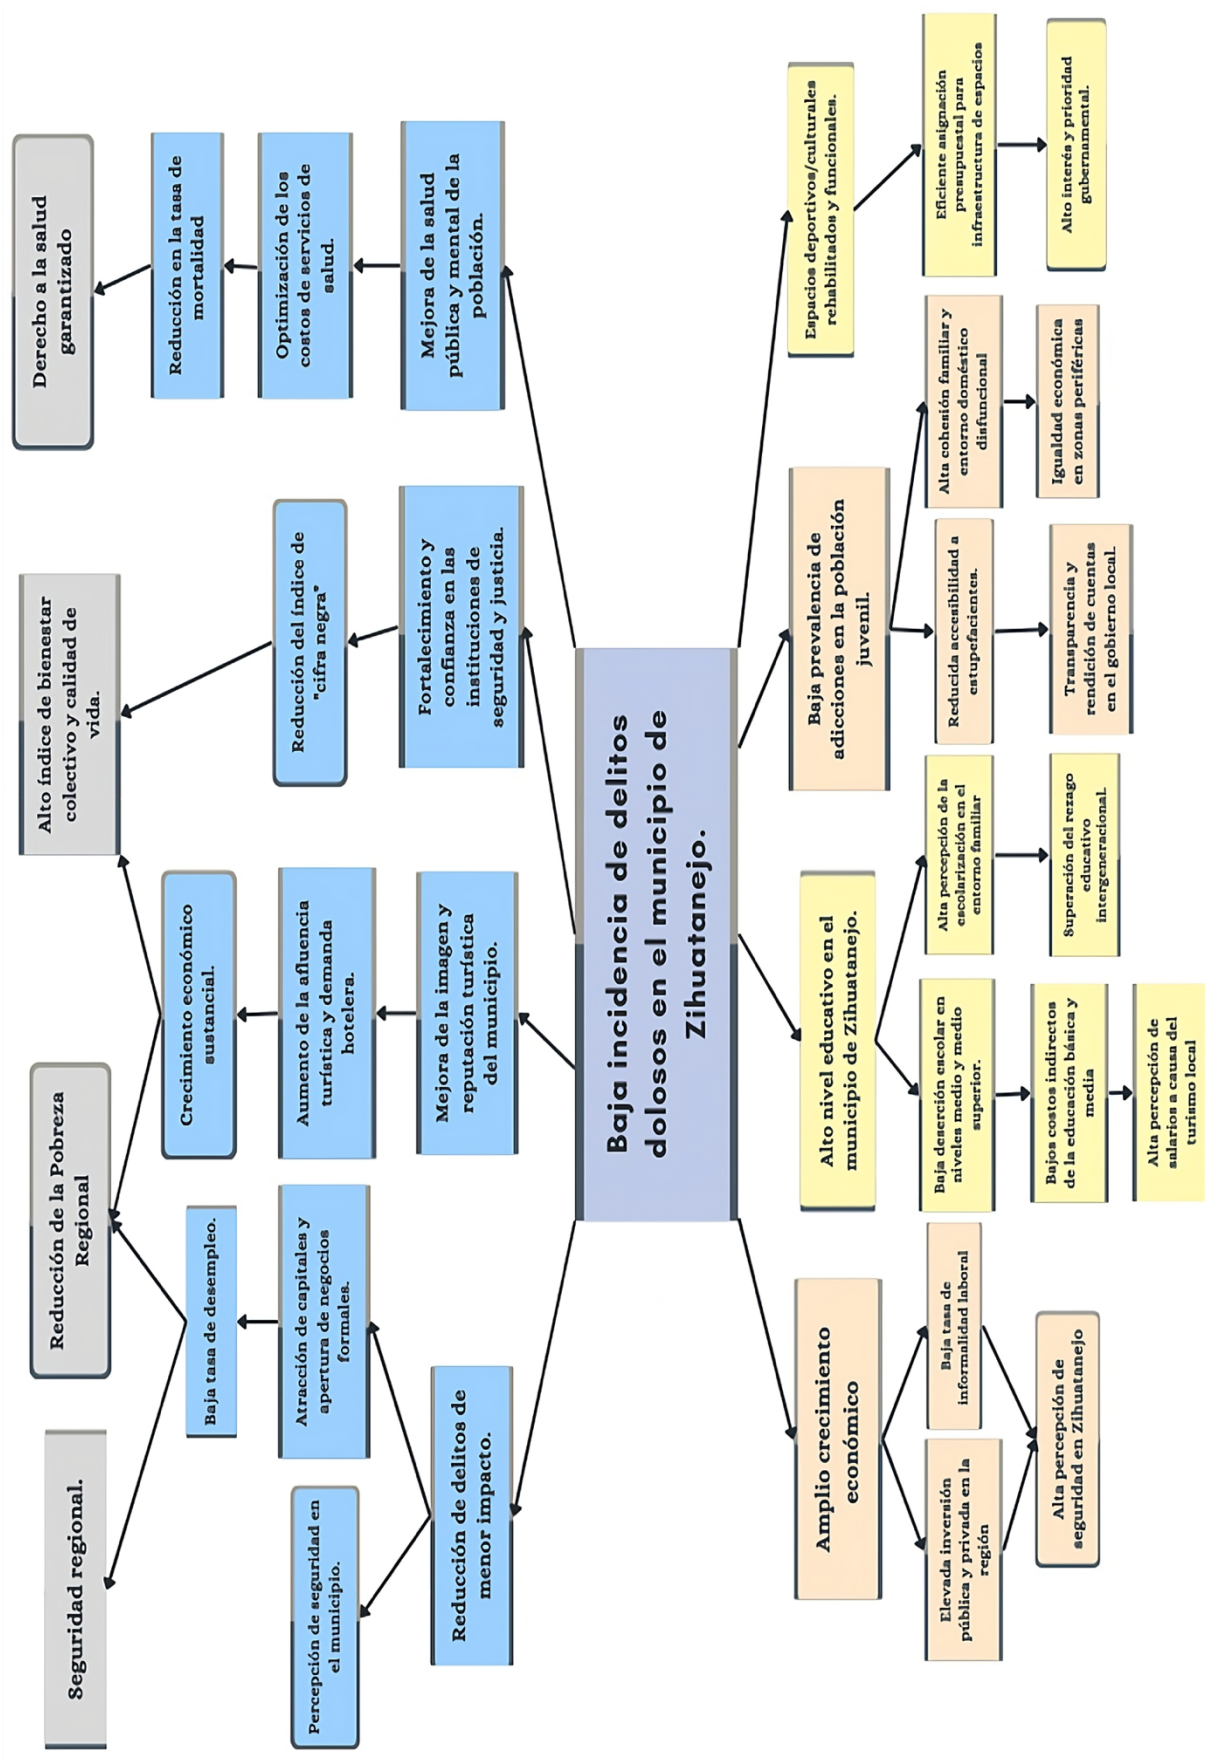 Seguridad regional.
Reducción de la Pobreza
Regional
Alto índice de bienestar
colectivo y calidad de
vida.
Derecho a la salud
garantizado
Baja tasa de desempleo.
Crecimiento económico
sustancial.
Reducción en la tasa de
mortalidad
Percepción de seguridad en
el municipio.
Atracción de capitales y
apertura de negocios
formales.
Aumento de la afluencia
turística y demanda
hotelera.
Reducción del índice de
"cifra negra"
Optimización de los
costos de servicios de
salud.
Reducción de delitos de
menor impacto.
Mejora de la imagen y
reputación turística
del municipio.
Fortalecimiento y
confianza en las
instituciones de
seguridad y justicia.
Mejora de la salud
pública y mental de la
población.
Baja incidencia de delitos
dolosos en el municipio de
Zihuatanejo.
Amplio crecimiento
económico
Alto nivel educativo en el
municipio de Zihuatanejo.
Baja prevalencia de
adicciones en la población
juvenil.
Espacios deportivos/culturales
rehabilitados y funcionales.
Elevada inversión
pública y privada en la
región
Baja tasa de
informalidad laboral
Baja deserción escolar en
niveles medio y medio
superior.
Alta percepción de la
escolarización en el
entorno familiar
Reducida accesibilidad a
estupefacientes.
Alta cohesión familiar y
entorno doméstico
disfuncional
Eficiente asignación
presupuestal para
infraestructura de espacios
Alta percepción de
seguridad en Zihuatanejo
Bajos costos indirectos
de la educación básica y
media
Superación del rezago
educativo
intergeneracional.
Transparencia y
rendición de cuentas
en el gobierno local.
Igualdad económica
en zonas periféricas
Alto interés y prioridad
gubernamental.
Alta percepción de
salarios a causa del
turismo local